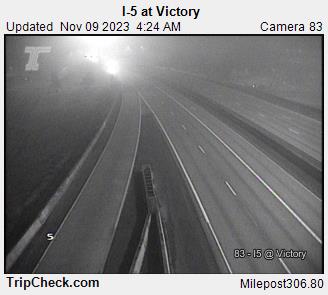 I-5 at Victory
Updated Nov 09 2023 4:24 AM Camera 83
T
S
83 - I5 @ Victory
TripCheck.com Milepost306.80